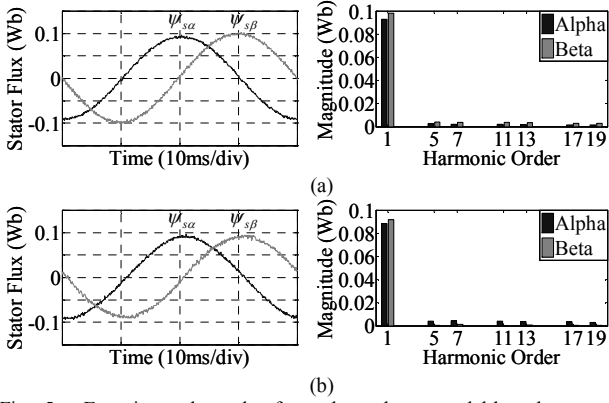 ψsα ψsβ
Stator Flux (Wb)
0.1
0
-0.1
Time (10ms/div)
Magnitude (Wb)
0.1
0.08
0.06
0.04
0.02
0
Alpha
Beta
1 5 7 11 13 17 19
Harmonic Order
(a)
ψsα ψsβ
Stator Flux (Wb)
0.1
0
-0.1
Time (10ms/div)
Magnitude (Wb)
0.1
0.08
0.06
0.04
0.02
0
Alpha
Beta
1 5 7 11 13 17 19
Harmonic Order
(b)